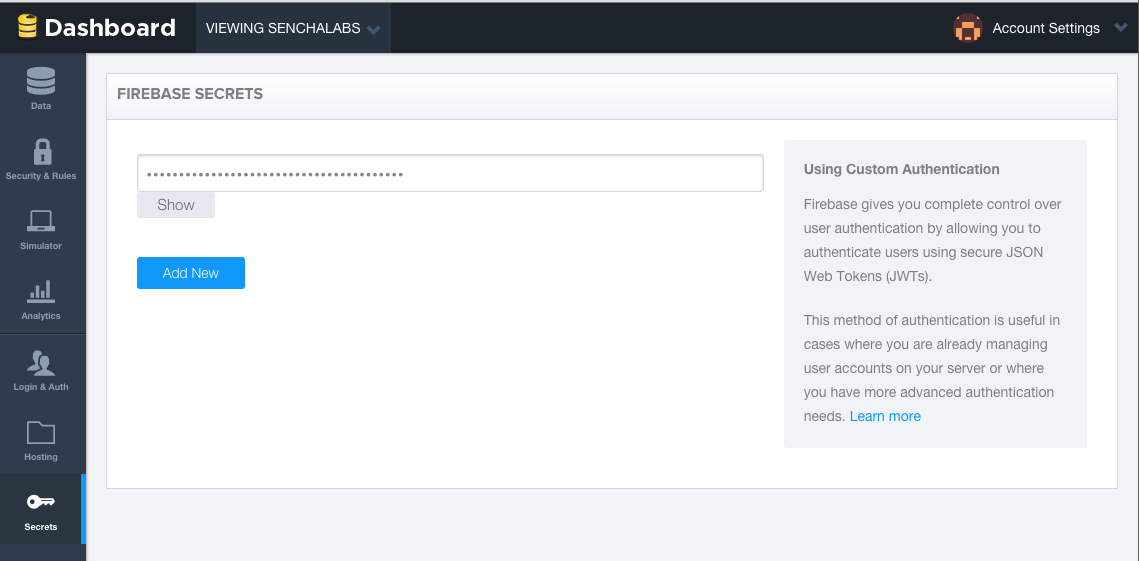 Dashboard
VIEWING SENCHALABS
Account Settings
Data
Security & Rules
Simulator
Analytics
Login & Auth
Hosting
Secrets
FIREBASE SECRETS
••••••••••••••••••••••••••••••••••••••••
Show
Add New
Using Custom Authentication
Firebase gives you complete control over
user authentication by allowing you to
authenticate users using secure JSON
Web Tokens (JWTs).
This method of authentication is useful in
cases where you are already managing
user accounts on your server or where
you have more advanced authentication
needs. Learn more